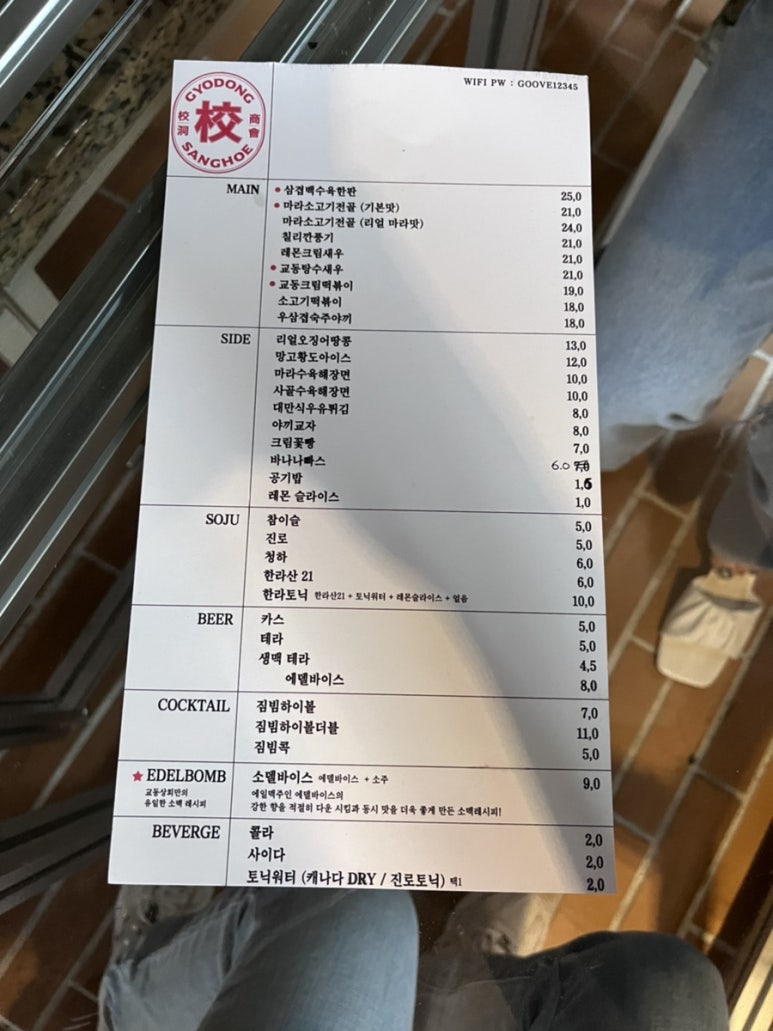 WIFI PW : GOOVE12345
GYODONG
校洞 校 商會
SANGHOE
MAIN
삼겹백수육한판 25,0
마라소고기전골 (기본맛) 21,0
마라소고기전골 (리얼 마라맛) 24,0
칠리깐풍기 21,0
레몬크림새우 21,0
교동탕수새우 21,0
교동크림떡볶이 19,0
소고기떡볶이 18,0
우삼겹숙주야끼 18,0
SIDE
리얼오징어땅콩 13,0
망고황도아이스 12,0
마라수육해장면 10,0
사골수육해장면 10,0
대만식우유튀김 8,0
야끼교자 8,0
크림꽃빵 7,0
바나나빠스 6.0 7,0
공기밥 1,5
레몬 슬라이스 1,0
SOJU
참이슬 5,0
진로 5,0
청하 6,0
한라산 21 6,0
한라토닉 한라산21 + 토닉워터 + 레몬슬라이스 + 얼음 10,0
BEER
카스 5,0
테라 5,0
생맥 테라 4,5
에델바이스 8,0
COCKTAIL
짐빔하이볼 7,0
짐빔하이볼더블 11,0
짐빔콕 5,0
★ EDELBOMB
교동상회만의
유일한 소맥 레시피
소델바이스 에델바이스 + 소주 9,0
에일맥주인 에델바이스의
강한 향을 적절히 다운 시킴과 동시 맛을 더욱 좋게 만든 소맥레시피!
BEVERGE
콜라 2,0
사이다 2,0
토닉워터 (캐나다 DRY / 진로토닉) 택1 2,0